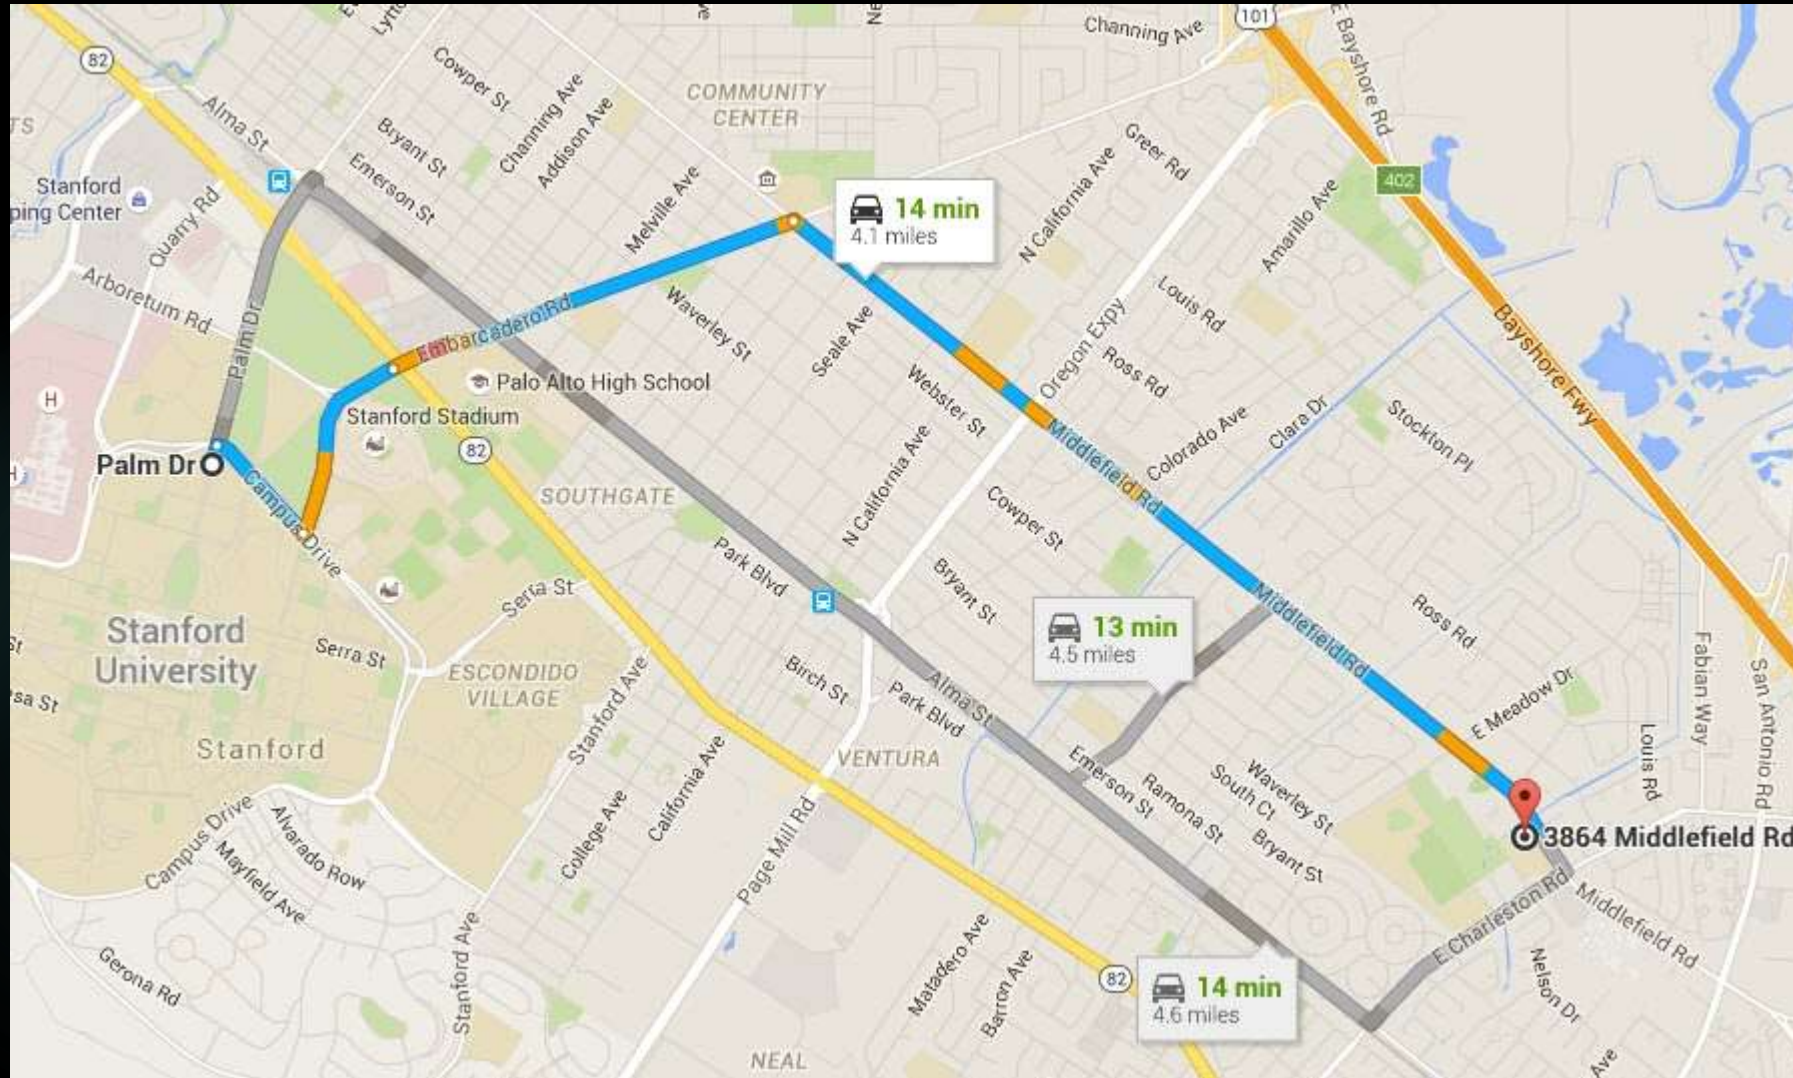 101
Channing Ave
E Bayshore Rd
82
Cowper St
Channing Ave
Addison Ave
COMMUNITY
CENTER
Alma St
Bryant St
Emerson St
Greer Rd
402
Stanford
ping Center
Quarry Rd
Melville Ave
14 min
4.1 miles
N California Ave
Amarillo Ave
Arboretum Rd
Palm Dr
Embarcadero Rd
Waverley St
Seale Ave
Louis Rd
Oregon Expy
Ross Rd
Bayshore Fwy
Palo Alto High School
H
Stanford Stadium
Webster St
Colorado Ave
Clara Dr
Stockton Pl
82
Palm Dr
Campus Drive
SOUTHGATE
N California Ave
Middlefield Rd
Cowper St
Park Blvd
Bryant St
Serra St
Stanford
University
Serra St
ESCONDIDO
VILLAGE
13 min
4.5 miles
Middlefield Rd
Ross Rd
Fabian Way
San Antonio Rd
sa St
Stanford Ave
Birch St
Park Blvd
Alma St
E Meadow Dr
Louis Rd
Stanford
California Ave
VENTURA
Emerson St
Ramona St
South Ct
Waverley St
Bryant St
Campus Drive
Alvarado Row
Mayfield Ave
College Ave
Page Mill Rd
3864 Middlefield Rd
E Charleston Rd
Middlefield Rd
Gerona Rd
Stanford Ave
Matadero Ave
Barron Ave
82
14 min
4.6 miles
Nelson Dr
NEAL
Ave